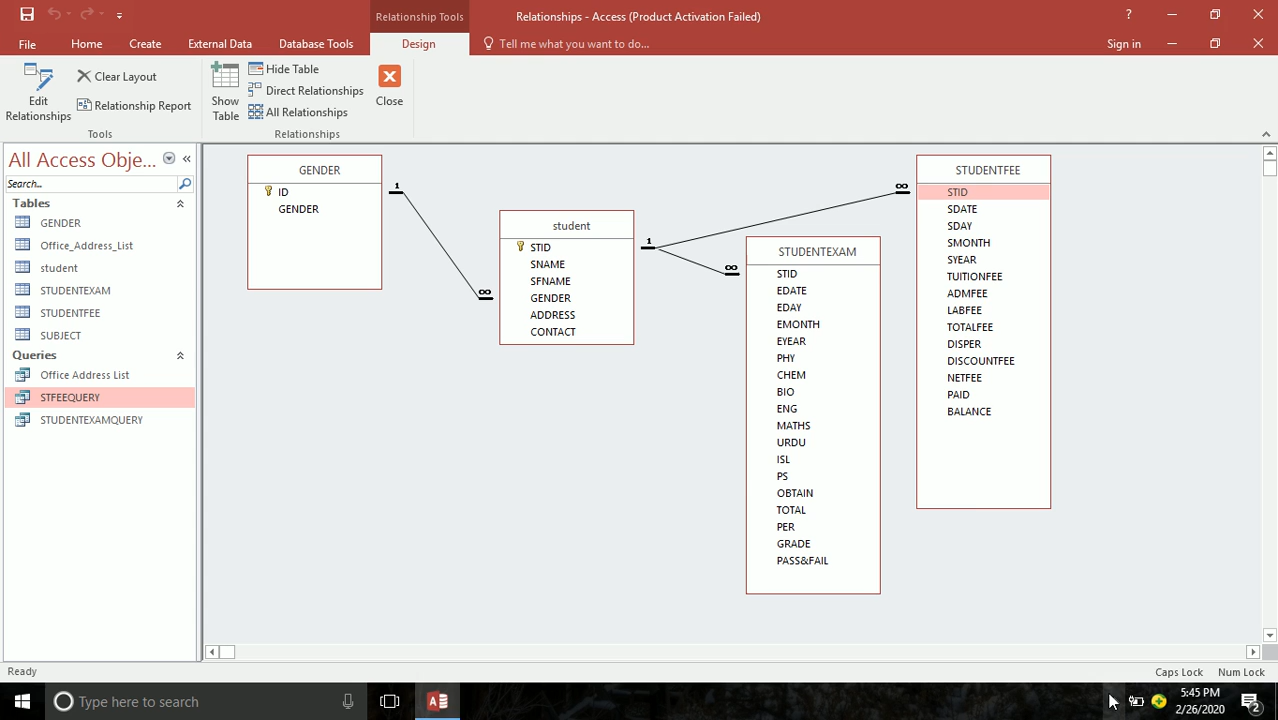 Relationship Tools
Relationships - Access (Product Activation Failed)
?
File
Home
Create
External Data
Database Tools
Design
Tell me what you want to do...
Sign in
Edit Relationships
Clear Layout
Relationship Report
Tools
Show Table
Hide Table
Direct Relationships
All Relationships
Relationships
Close
All Access Obje...
Search...
Tables
GENDER
Office_Address_List
student
STUDENTEXAM
STUDENTFEE
SUBJECT
Queries
Office Address List
STFEEQUERY
STUDENTEXAMQUERY
GENDER
ID
GENDER
1
∞
student
STID
SNAME
SFNAME
GENDER
ADDRESS
CONTACT
1
∞
∞
STUDENTEXAM
STID
EDATE
EDAY
EMONTH
EYEAR
PHY
CHEM
BIO
ENG
MATHS
URDU
ISL
PS
OBTAIN
TOTAL
PER
GRADE
PASS&FAIL
STUDENTFEE
STID
SDATE
SDAY
SMONTH
SYEAR
TUITIONFEE
ADMFEE
LABFEE
TOTALFEE
DISPER
DISCOUNTFEE
NETFEE
PAID
BALANCE
Ready
Caps Lock
Num Lock
Type here to search
5:45 PM
2/26/2020
2